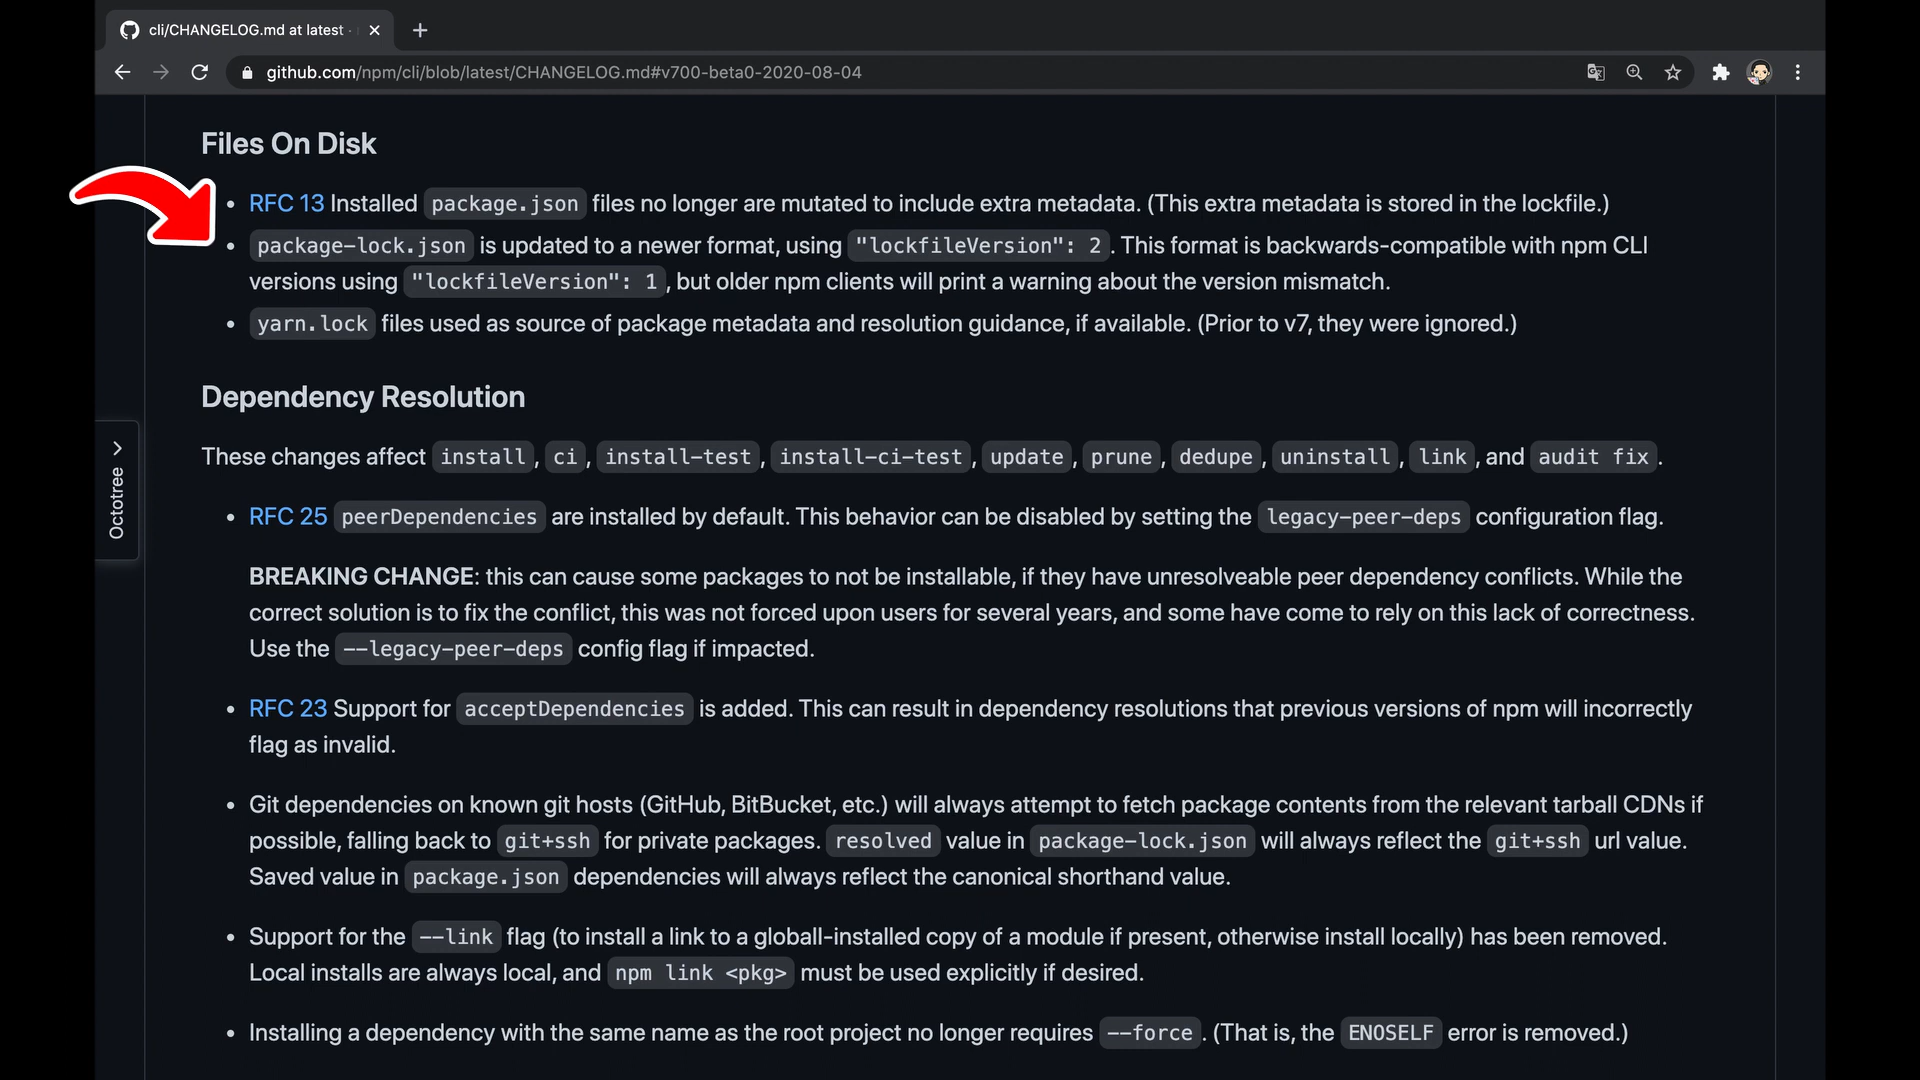 cli/CHANGELOG.md at latest ·
github.com/npm/cli/blob/latest/CHANGELOG.md#v700-beta0-2020-08-04
Files On Disk
• RFC 13 Installed package.json files no longer are mutated to include extra metadata. (This extra metadata is stored in the lockfile.)
• package-lock.json is updated to a newer format, using "lockfileVersion": 2. This format is backwards-compatible with npm CLI
versions using "lockfileVersion": 1, but older npm clients will print a warning about the version mismatch.
• yarn.lock files used as source of package metadata and resolution guidance, if available. (Prior to v7, they were ignored.)
Dependency Resolution
Octotree
These changes affect install, ci, install-test, install-ci-test, update, prune, dedupe, uninstall, link, and audit fix.
• RFC 25 peerDependencies are installed by default. This behavior can be disabled by setting the legacy-peer-deps configuration flag.
BREAKING CHANGE: this can cause some packages to not be installable, if they have unresolveable peer dependency conflicts. While the
correct solution is to fix the conflict, this was not forced upon users for several years, and some have come to rely on this lack of correctness.
Use the --legacy-peer-deps config flag if impacted.
• RFC 23 Support for acceptDependencies is added. This can result in dependency resolutions that previous versions of npm will incorrectly
flag as invalid.
• Git dependencies on known git hosts (GitHub, BitBucket, etc.) will always attempt to fetch package contents from the relevant tarball CDNs if
possible, falling back to git+ssh for private packages. resolved value in package-lock.json will always reflect the git+ssh url value.
Saved value in package.json dependencies will always reflect the canonical shorthand value.
• Support for the --link flag (to install a link to a globall-installed copy of a module if present, otherwise install locally) has been removed.
Local installs are always local, and npm link <pkg> must be used explicitly if desired.
• Installing a dependency with the same name as the root project no longer requires --force. (That is, the ENOSELF error is removed.)